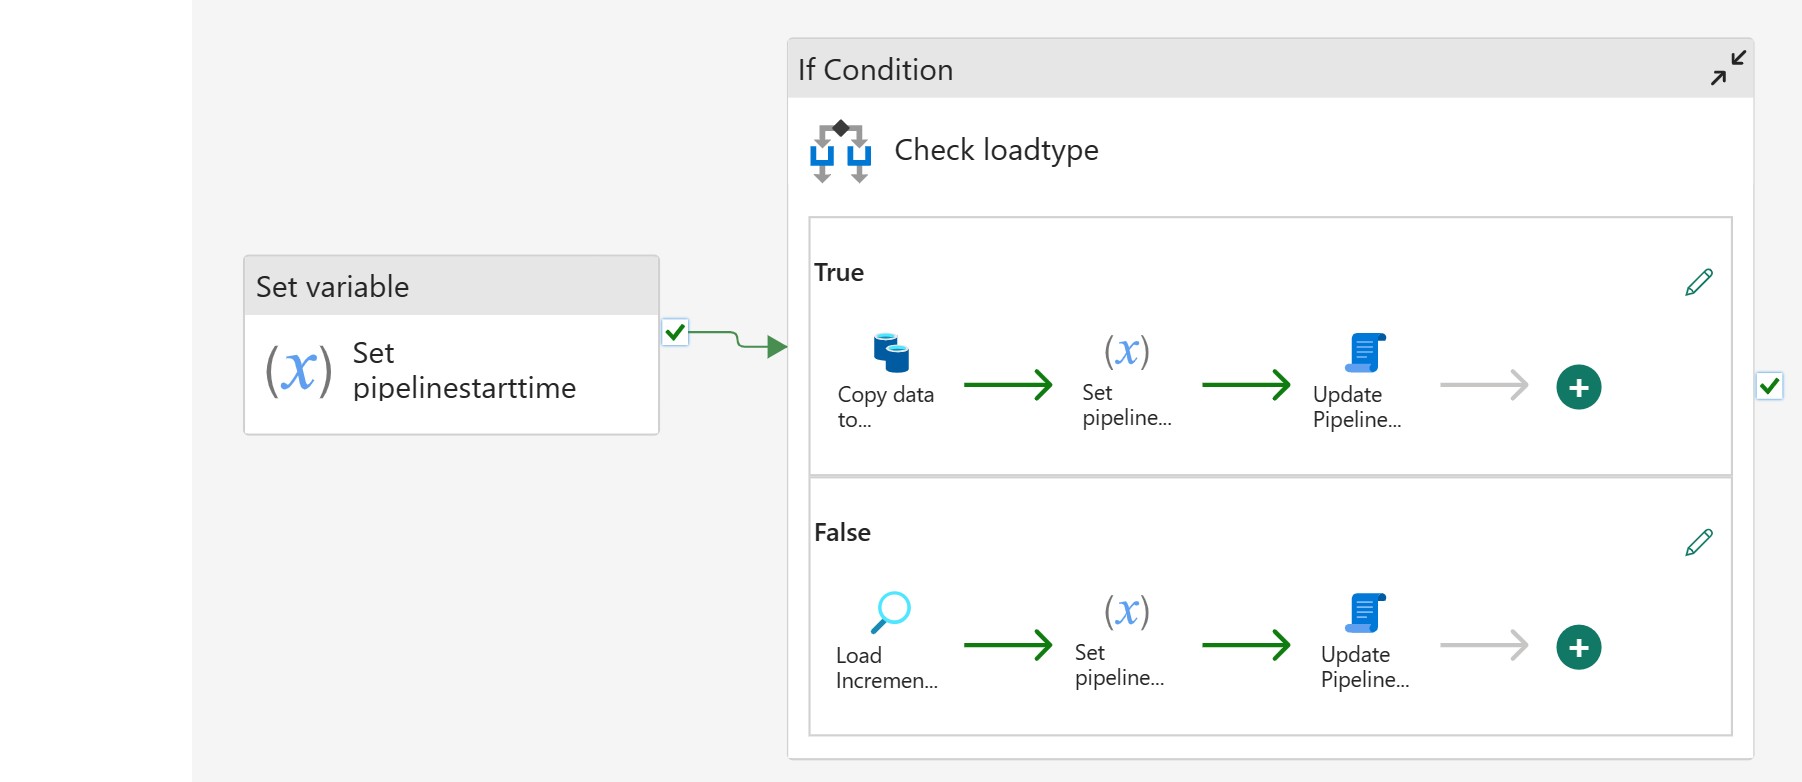 Set variable
Set
pipelinestarttime
If Condition
Check loadtype
True
Copy data
to...
Set
pipeline...
Update
Pipeline...
False
Load
Incremen...
Set
pipeline...
Update
Pipeline...